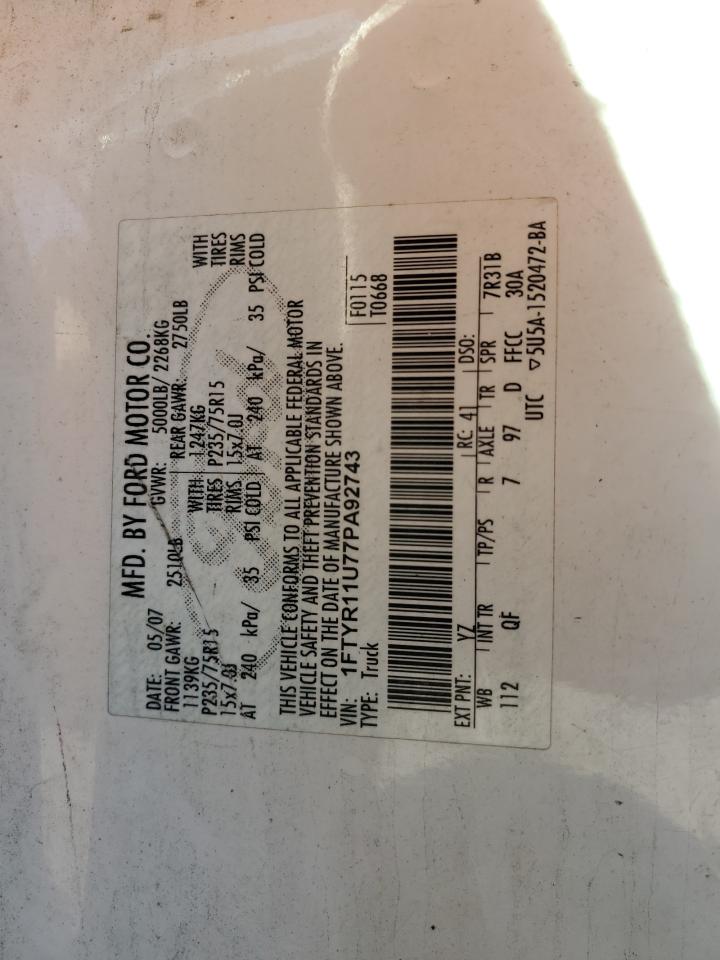 MFD. BY FORD MOTOR CO.
DATE: 05/07 GVWR: 5000LB/ 2268KG
FRONT GAWR: 2510LB REAR GAWR: 2750LB
1139KG WITH 1247KG WITH
P235/75R15 TIRES P235/75R15 TIRES
15x7.0J RIMS 15x7.0J RIMS
AT 240 kPa/ 35 PSI COLD AT 240 kPa/ 35 PSI COLD
THIS VEHICLE CONFORMS TO ALL APPLICABLE FEDERAL MOTOR
VEHICLE SAFETY AND THEFT PREVENTION STANDARDS IN
EFFECT ON THE DATE OF MANUFACTURE SHOWN ABOVE.
VIN: 1FTYR11U77PA92743 F0115
TYPE: Truck T0668
EXT PNT: YZ RC: 41 DSO:
WB INT TR TP/PS R AXLE TR SPR 7R31B
112 QF 7 97 D FFCC 30A
UTC ▽5U5A-1520472-BA